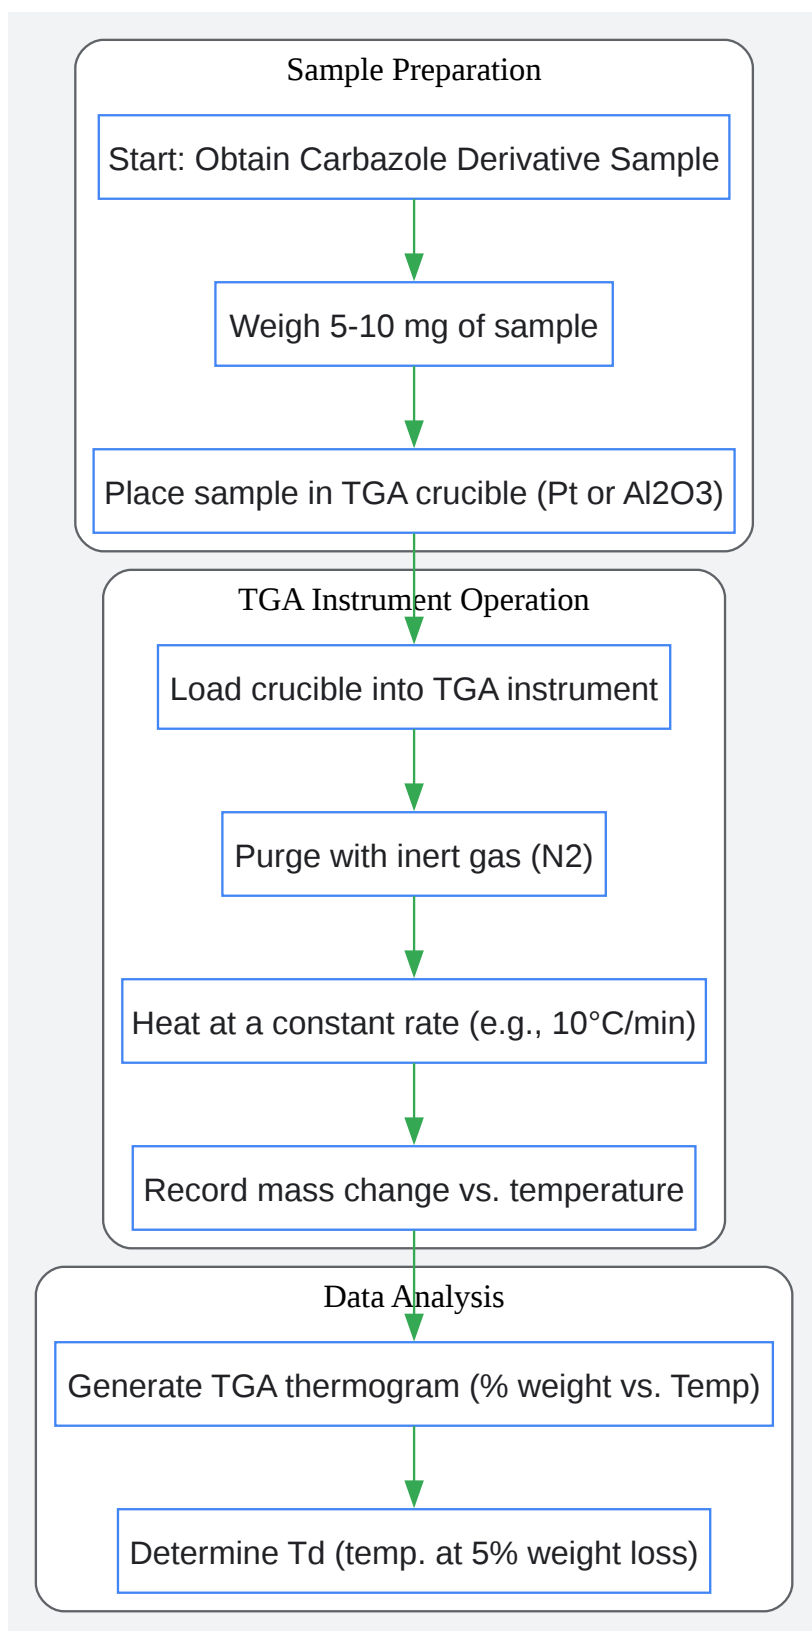 Sample Preparation
Start: Obtain Carbazole Derivative Sample
Weigh 5-10 mg of sample
Place sample in TGA crucible (Pt or Al2O3)
TGA Instrument Operation
Load crucible into TGA instrument
Purge with inert gas (N2)
Heat at a constant rate (e.g., 10°C/min)
Record mass change vs. temperature
Data Analysis
Generate TGA thermogram (% weight vs. Temp)
Determine Td (temp. at 5% weight loss)